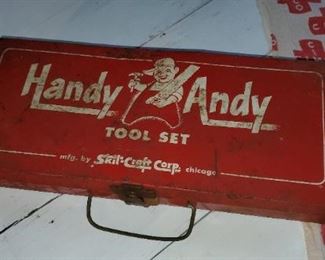 Handy Andy
TOOL SET
mfg. by Skil-Craft Corp. chicago